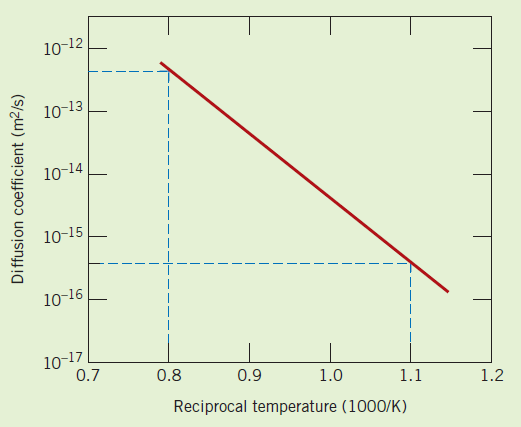 Diffusion coefficient (m²/s)
10⁻¹²
10⁻¹³
10⁻¹⁴
10⁻¹⁵
10⁻¹⁶
10⁻¹⁷
0.7 0.8 0.9 1.0 1.1 1.2
Reciprocal temperature (1000/K)